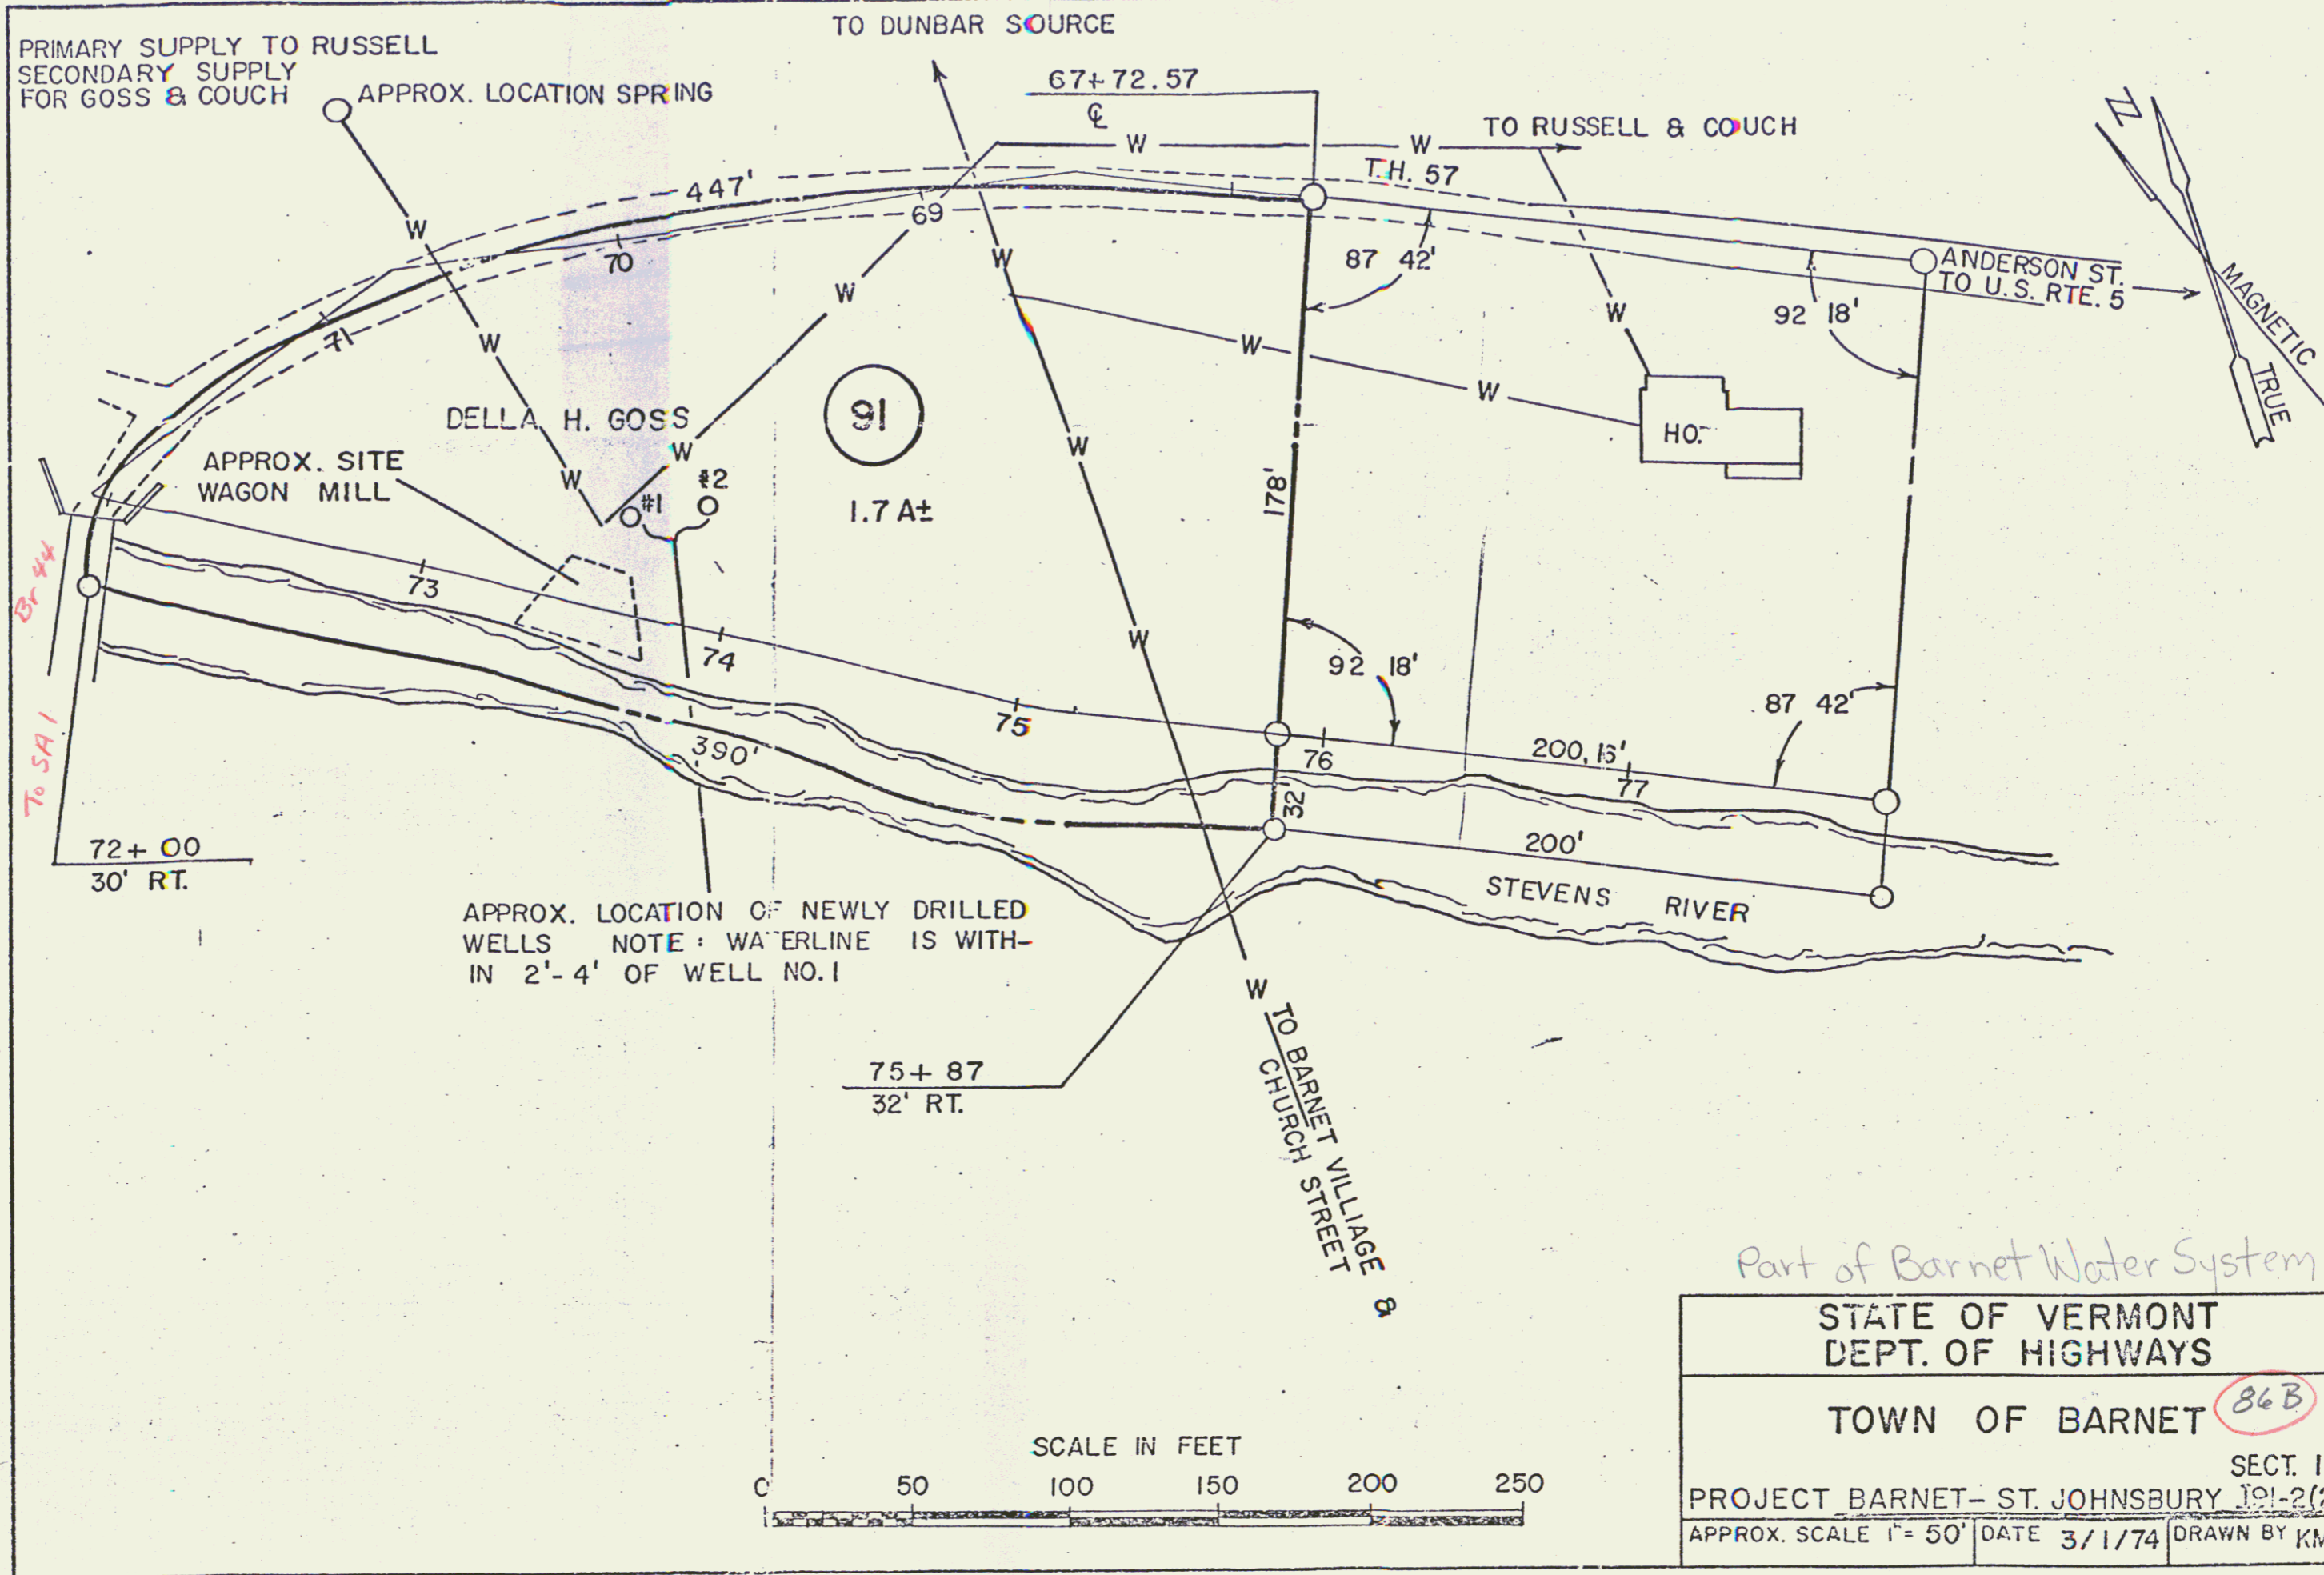 TO DUNBAR SOURCE
PRIMARY SUPPLY TO RUSSELL
SECONDARY SUPPLY
FOR GOSS & COUCH
APPROX. LOCATION SPRING
67+72.57
℄
W
W
TO RUSSELL & COUCH
T.H. 57
447'
69
70
71
W
W
W
W
W
W
W
W
W
W
W
87 42'
92 18'
ANDERSON ST.
TO U.S. RTE. 5
N
MAGNETIC
TRUE
DELLA H. GOSS
91
1.7 A±
HO.
APPROX. SITE
WAGON MILL
#1
#2
178'
Br 44
To SA 1
73
74
75
76
77
92 18'
87 42'
200.16'
390'
32'
200'
STEVENS RIVER
72+00
30' RT.
APPROX. LOCATION OF NEWLY DRILLED
WELLS NOTE: WATERLINE IS WITH-
IN 2'-4' OF WELL NO. 1
W
TO BARNET VILLIAGE &
CHURCH STREET
75+87
32' RT.
Part of Barnet Water System
STATE OF VERMONT
DEPT. OF HIGHWAYS
TOWN OF BARNET
86B
SECT. 1
PROJECT BARNET- ST. JOHNSBURY I91-2(
APPROX. SCALE 1"= 50' DATE 3/1/74 DRAWN BY KM
SCALE IN FEET
0 50 100 150 200 250